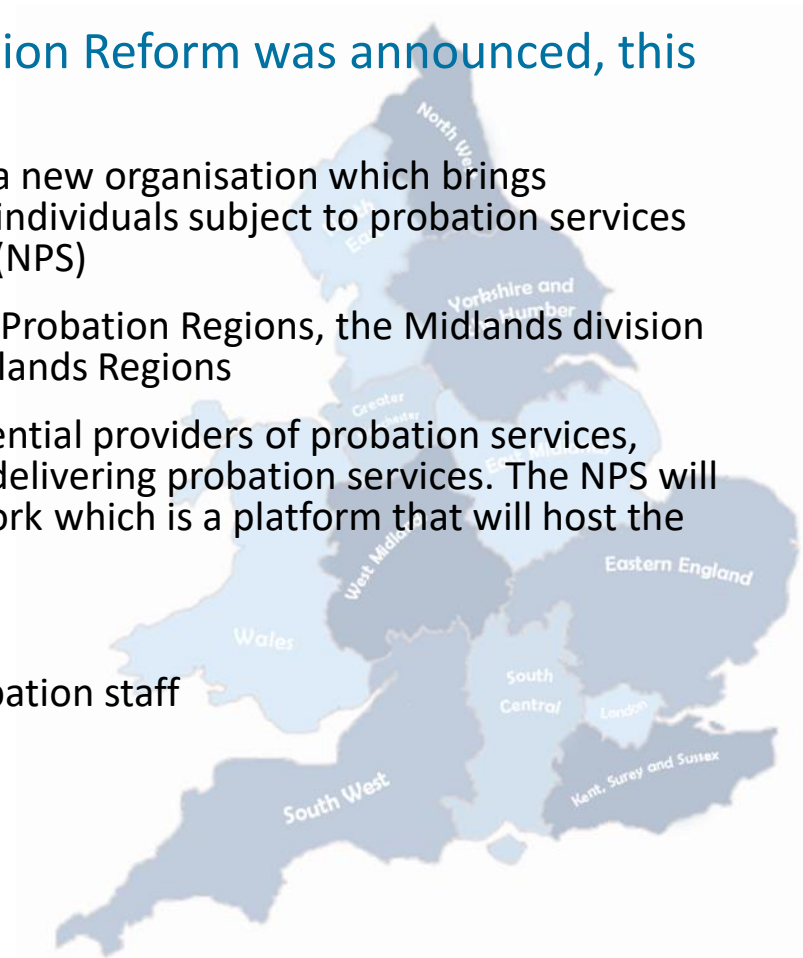 ion Reform was announced, this
North West
a new organisation which brings
individuals subject to probation services
(NPS)
Yorkshire and
Humber
Probation Regions, the Midlands division
lands Regions
Greater
ential providers of probation services,
East Midlands
delivering probation services. The NPS will
ork which is a platform that will host the
West Midlands
Eastern England
Wales
South
Central
London
pation staff
Kent, Surey and Sussex
South West